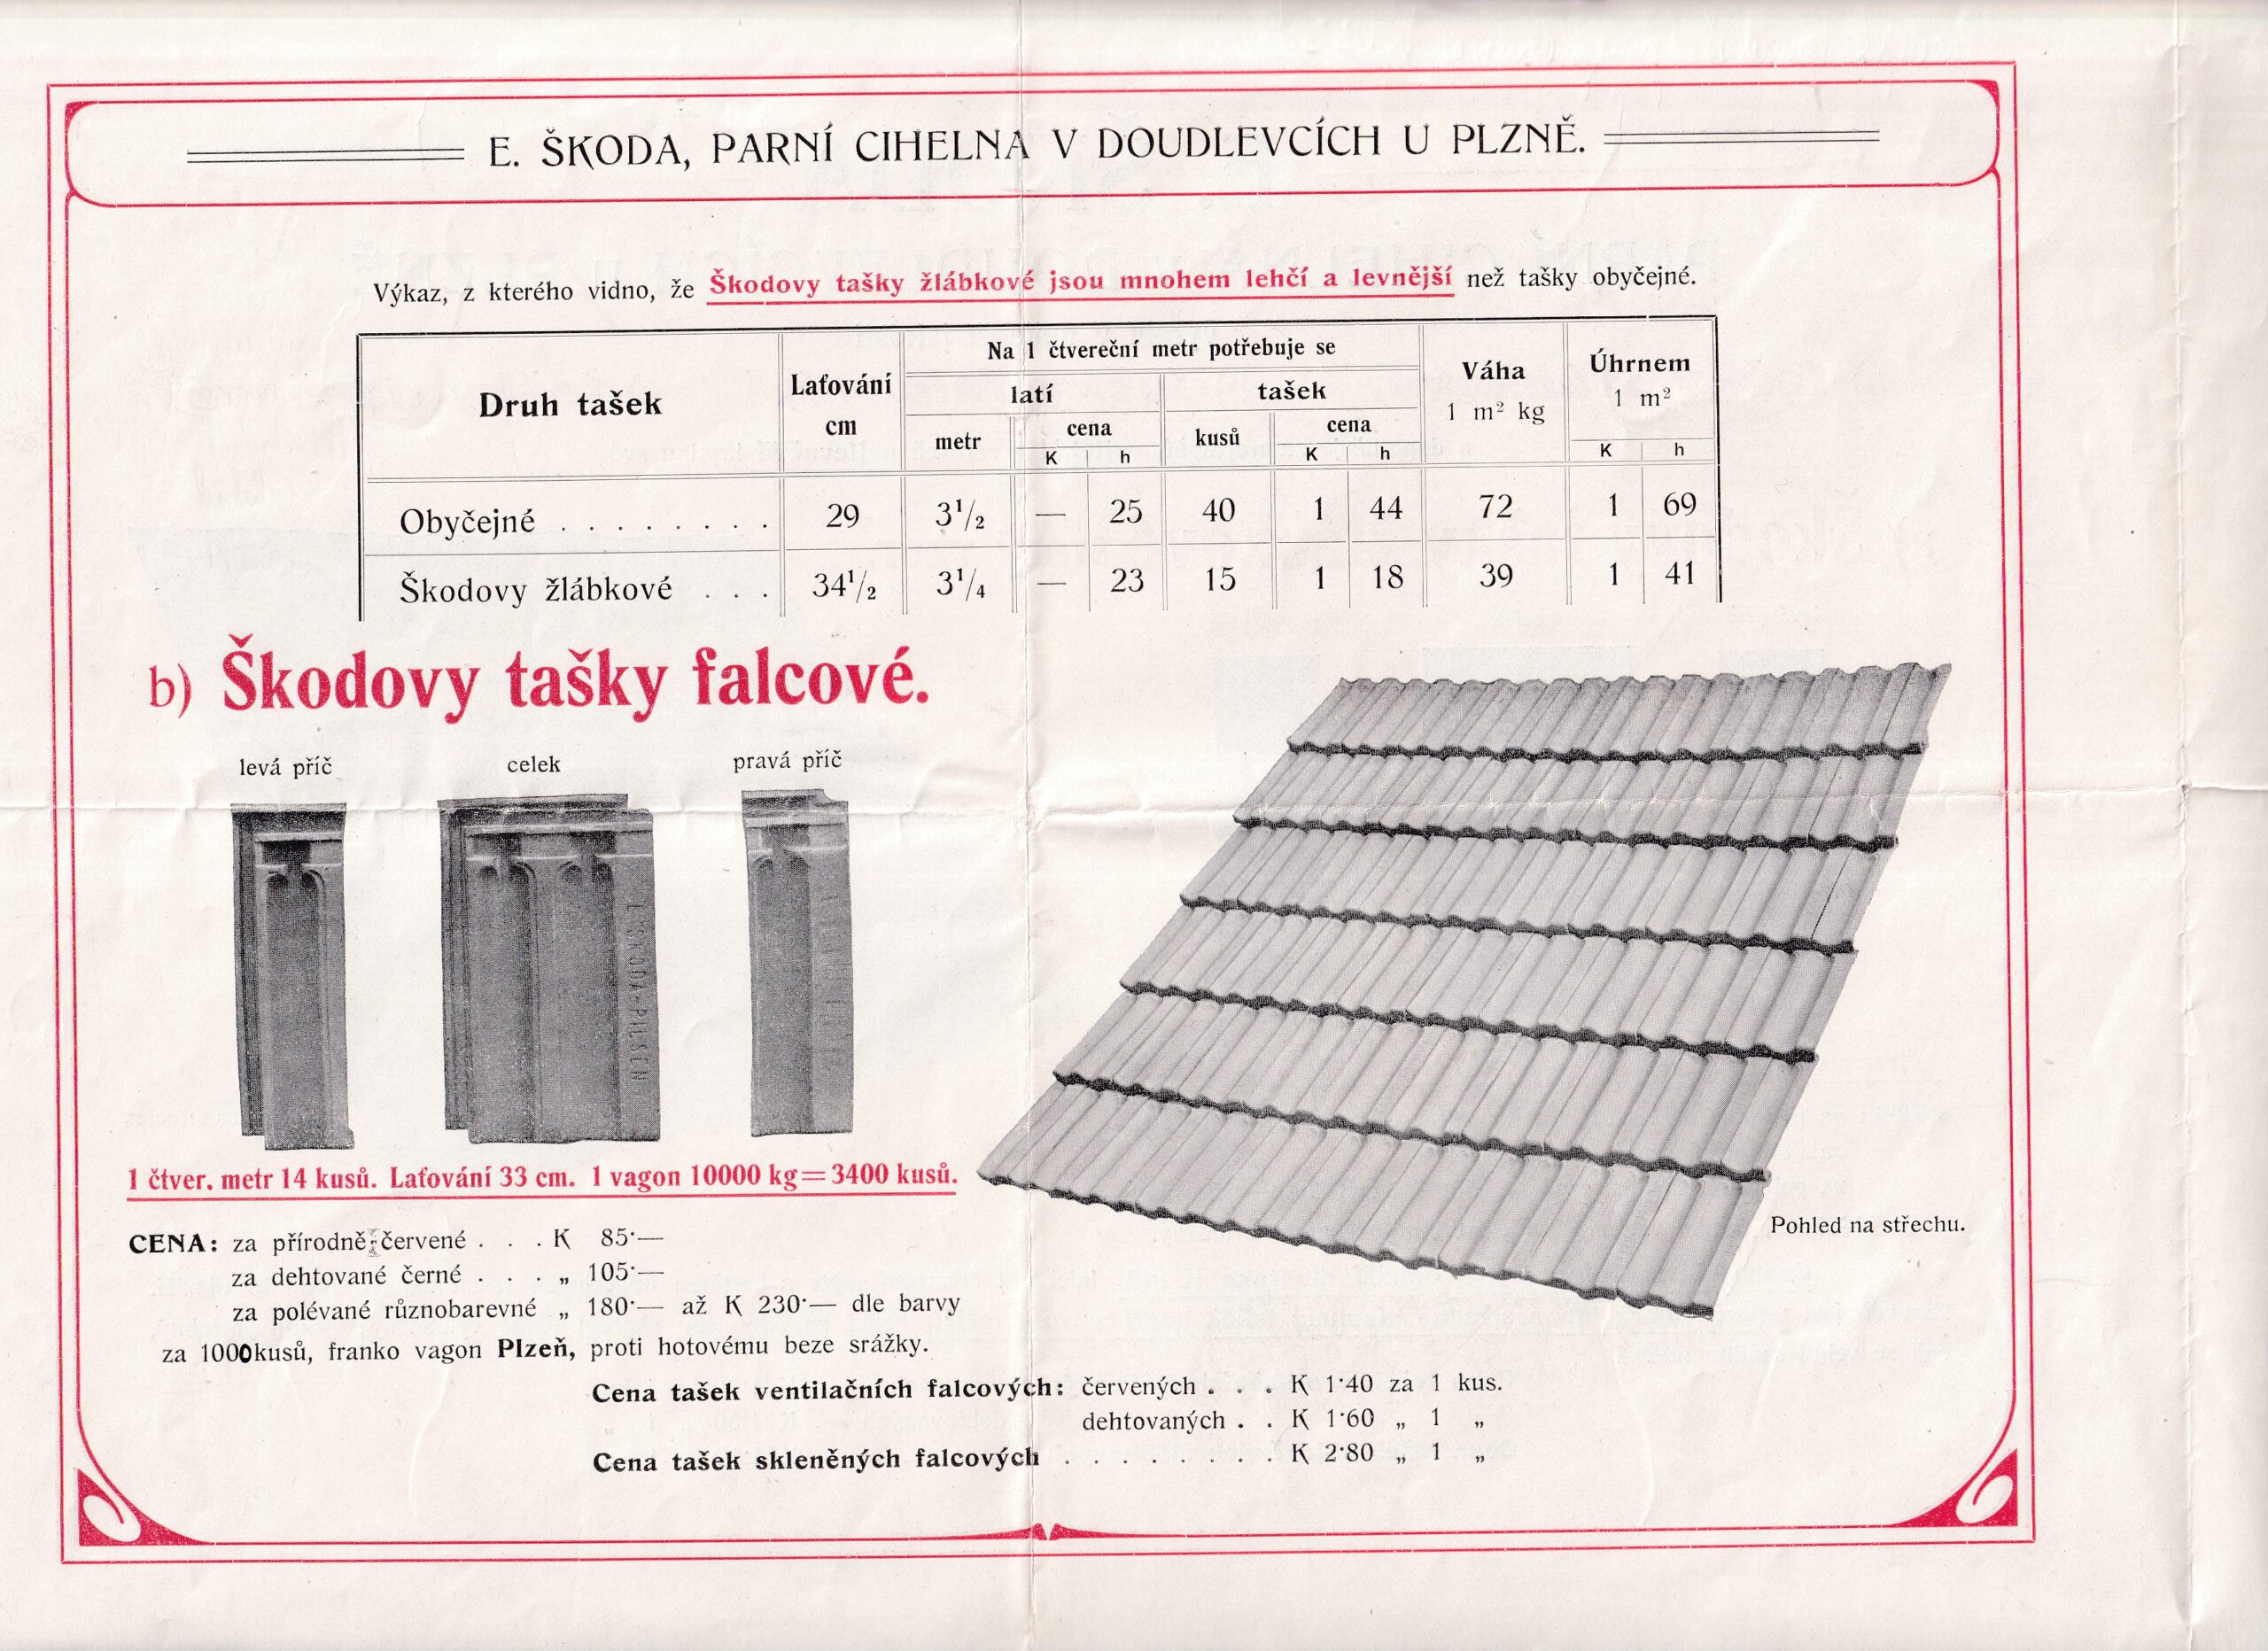 E. ŠKODA, PARNÍ CIHELNA V DOUDLEVCÍCH U PLZNĚ.
Výkaz, z kterého vidno, že Škodovy tašky žlábkové jsou mnohem lehčí a levnější než tašky obyčejné.
Druh tašek
Laťování
cm
Na 1 čtvereční metr potřebuje se
latí
tašek
metr
cena
K h
kusů
cena
K h
Váha
1 m² kg
Úhrnem
1 m²
K h
Obyčejné . . . . . . . . 29 3¹/₂ — 25 40 1 44 72 1 69
Škodovy žlábkové . . . 34¹/₂ 3¹/₄ — 23 15 1 18 39 1 41
b) Škodovy tašky falcové.
levá příč
celek
pravá příč
E. ŠKODA-PILSEN
1 čtver. metr 14 kusů. Laťování 33 cm. 1 vagon 10000 kg=3400 kusů.
CENA: za přírodně-červené . . . K 85·—
za dehtované černé . . . „ 105·—
za polévané různobarevné „ 180·— až K 230·— dle barvy
za 1000 kusů, franko vagon Plzeň, proti hotovému beze srážky.
Pohled na střechu.
Cena tašek ventilačních falcových: červených . . . K 1·40 za 1 kus.
dehtovaných . . K 1·60 „ 1 „
Cena tašek skleněných falcových . . . . . . . . K 2·80 „ 1 „